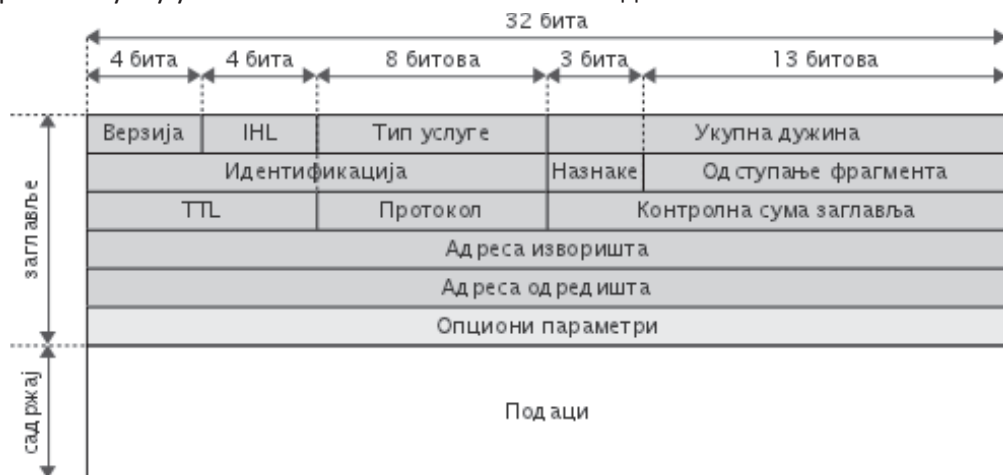 32 бита
4 бита 4 бита 8 битова 3 бита 13 битова
Верзија IHL Тип услуге Укупна дужина
Идентификација Назнаке Одступање фрагмента
TTL Протокол Контролна сума заглавља
Адреса изворишта
Адреса одредишта
Опциони параметри
заглавље
Подаци
садржај